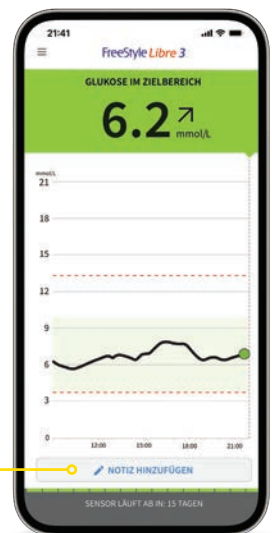 21:41
FreeStyle Libre 3
GLUKOSE IM ZIELBEREICH
6.2
mmol/L
mmol/L
21
18
15
12
9
6
3
0
12:00 15:00 18:00 21:00
NOTIZ HINZUFÜGEN
SENSOR LÄUFT AB IN: 15 TAGEN